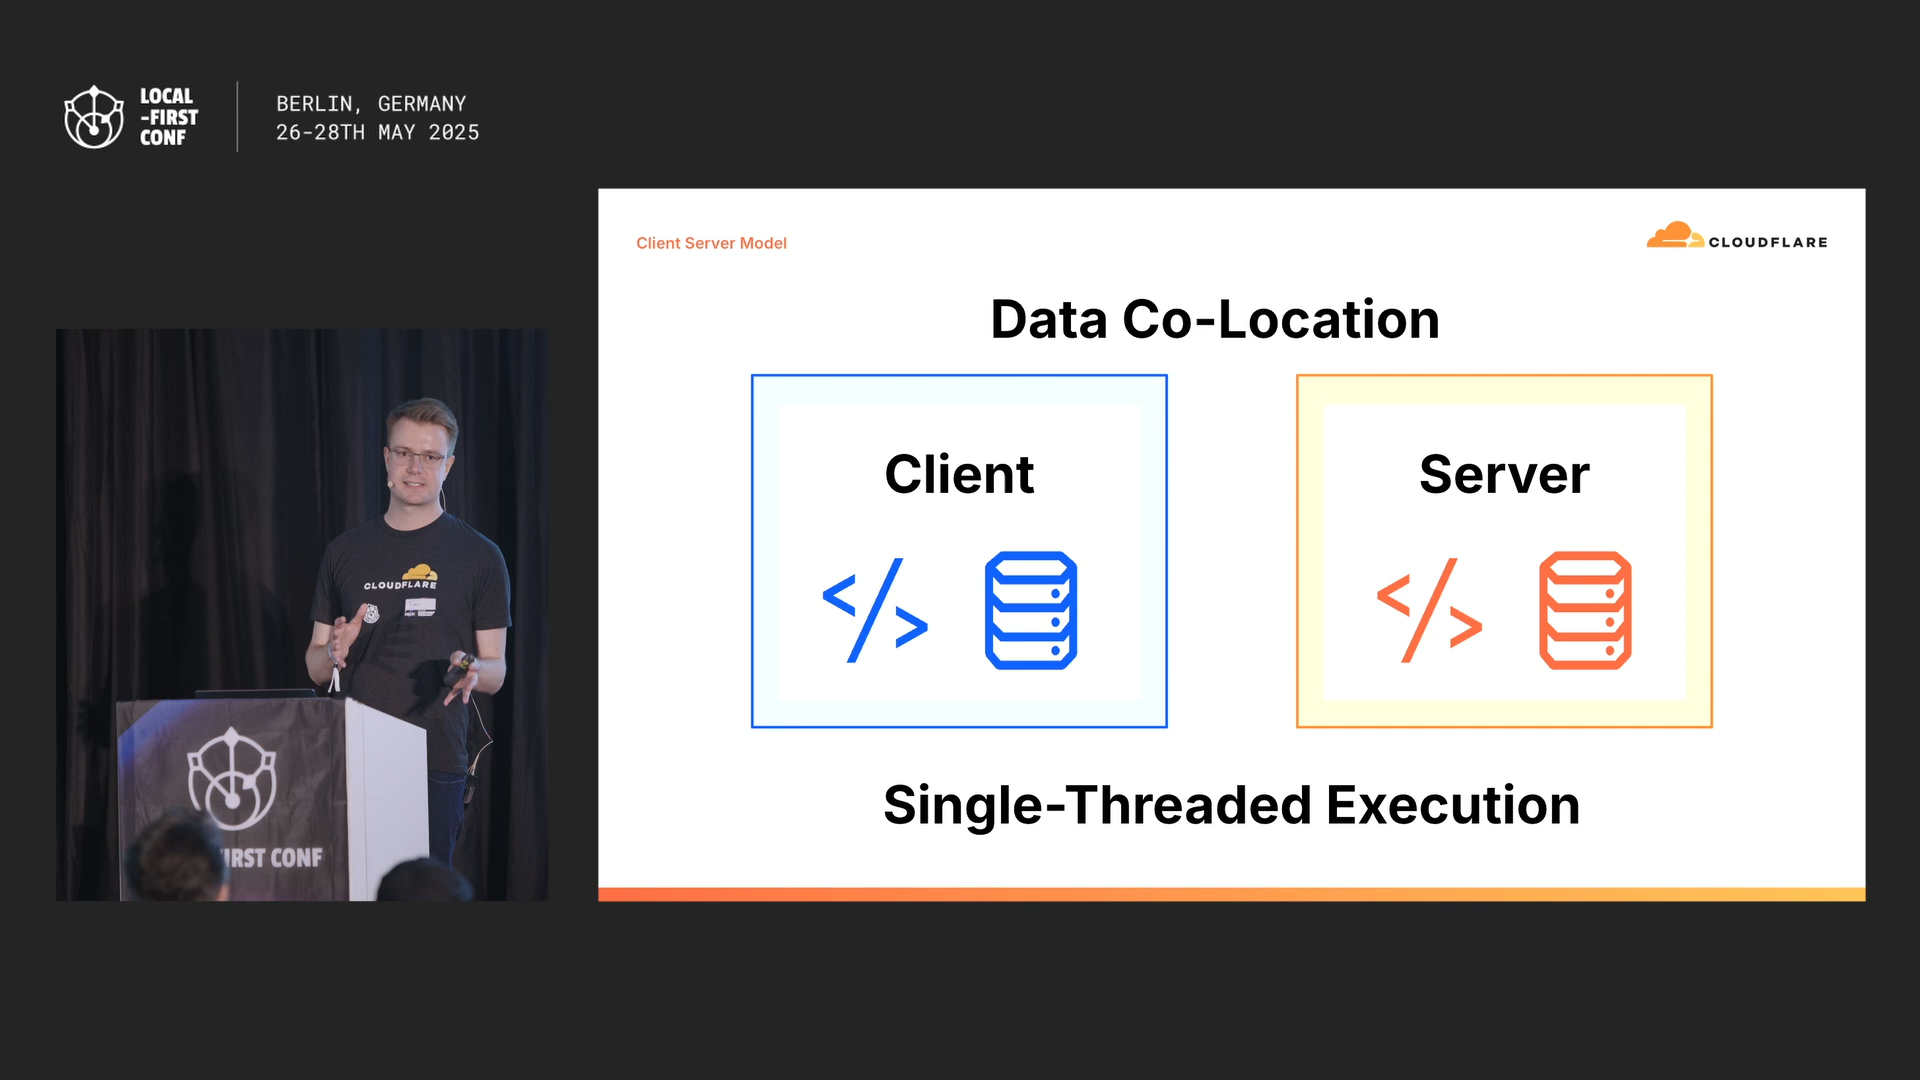 LOCAL
-FIRST
CONF
BERLIN, GERMANY
26-28TH MAY 2025
Client Server Model
CLOUDFLARE
Data Co-Location
Client
Server
</>
</>
Single-Threaded Execution
CLOUDFLARE
FIRST CONF